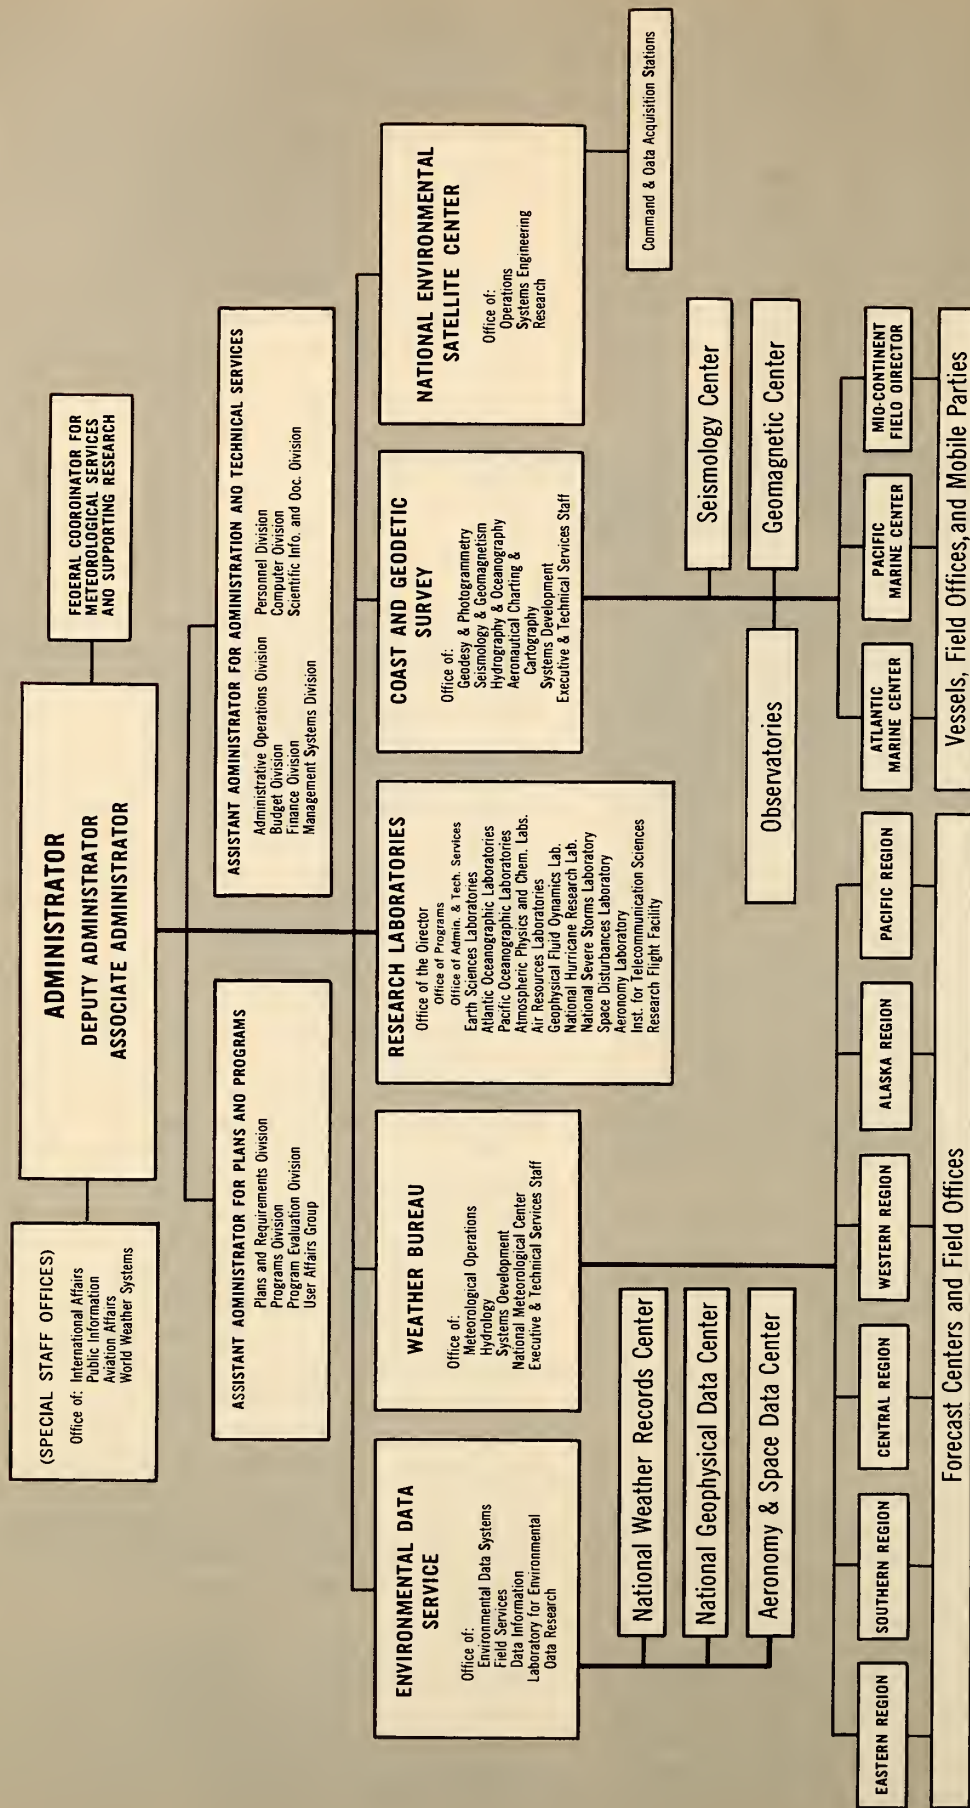 ADMINISTRATOR
DEPUTY ADMINISTRATOR
ASSOCIATE ADMINISTRATOR
(SPECIAL STAFF OFFICES)
Office of: International Affairs
Public Information
Aviation Affairs
World Weather Systems
FEDERAL COORDINATOR FOR
METEOROLOGICAL SERVICES
AND SUPPORTING RESEARCH
ASSISTANT ADMINISTRATOR FOR PLANS AND PROGRAMS
Plans and Requirements Division
Programs Division
Program Evaluation Division
User Affairs Group
ASSISTANT ADMINISTRATOR FOR ADMINISTRATION AND TECHNICAL SERVICES
Administrative Operations Division
Budget Division
Finance Division
Management Systems Division
Personnel Division
Computer Division
Scientific Info. and Ooc. Oivision
ENVIRONMENTAL DATA
SERVICE
Office of:
Environmental Data Systems
Field Services
Data Information
Laboratory for Environmental
Oata Research
WEATHER BUREAU
Office of:
Meteorological Operations
Hydrology
Systems Development
National Meteorological Center
Executive & Technical Services Staff
RESEARCH LABORATORIES
Office of the Director
Office of Programs
Office of Admin. & Tech. Services
Earth Sciences Laboratories
Atlantic Oceanographic Laboratories
Pacific Oceanographic Laboratories
Atmospheric Physics and Chem. Labs.
Air Resources Laboratories
Geophysical Fluid Dynamics Lab.
National Hurricane Research Lab.
National Severe Storms Laboratory
Space Disturbances Laboratory
Aeronomy Laboratory
Inst. for Telecommunication Sciences
Research Flight Facility
COAST AND GEODETIC
SURVEY
Office of:
Geodesy & Photogrammetry
Seismology & Geomagnetism
Hydrography & Oceanography
Aeronautical Charting &
Cartography
Systems Development
Executive & Technical Services Staff
NATIONAL ENVIRONMENTAL
SATELLITE CENTER
Office of:
Operations
Systems Engineering
Research
National Weather Records Center
National Geophysical Data Center
Aeronomy & Space Data Center
Command & Oata Acquisition Stations
Seismology Center
Geomagnetic Center
Observatories
EASTERN REGION
SOUTHERN REGION
CENTRAL REGION
WESTERN REGION
ALASKA REGION
PACIFIC REGION
ATLANTIC
MARINE CENTER
PACIFIC
MARINE CENTER
MIO-CONTINENT
FIELD OIRECTOR
Forecast Centers and Field Offices
Vessels, Field Offices, and Mobile Parties